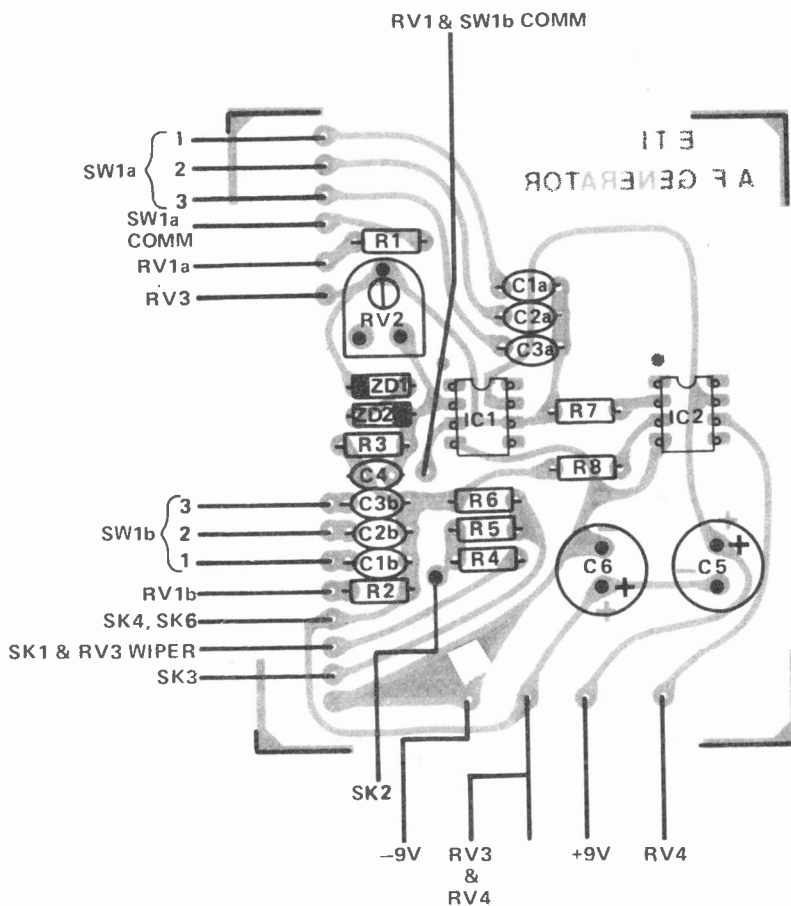 RV1 & SW1b COMM
1
SW1a
2
3
SW1a
COMM
RV1a
RV3
ETI
AF GENERATOR
R1
RV2
C1a
C2a
C3a
ZD1
ZD2
IC1
R7
IC2
R3
C4
R8
3
C3b
R6
SW1b
2
C2b
R5
1
C1b
R4
C6
+
C5
+
+
+
RV1b
R2
SK4, SK6
SK1 & RV3 WIPER
SK3
SK2
–9V
RV3
&
RV4
+9V
RV4